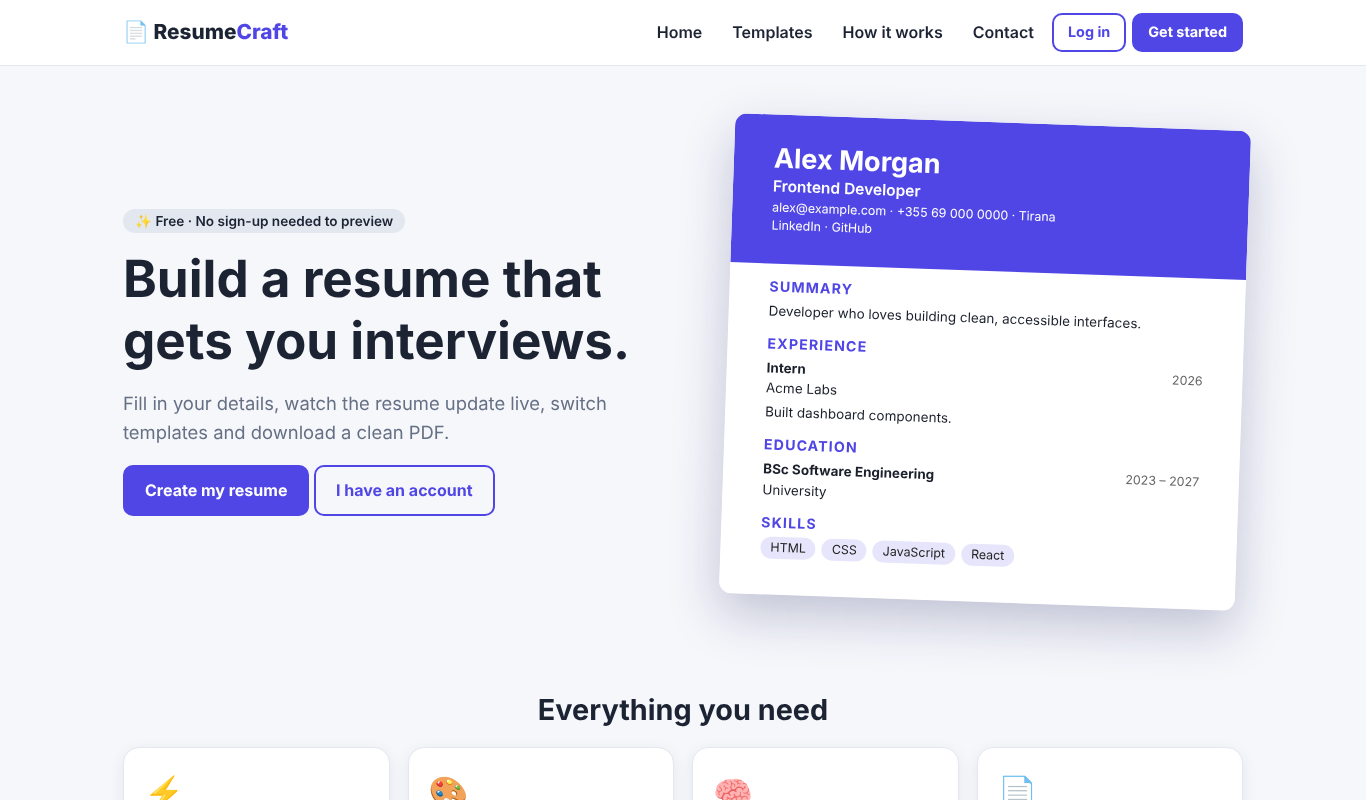 ResumeCraft
Home
Templates
How it works
Contact
Log in
Get started
✨ Free · No sign-up needed to preview
Build a resume that
gets you interviews.
Fill in your details, watch the resume update live, switch
templates and download a clean PDF.
Create my resume
I have an account
Alex Morgan
Frontend Developer
alex@example.com · +355 69 000 0000 · Tirana
LinkedIn · GitHub
SUMMARY
Developer who loves building clean, accessible interfaces.
EXPERIENCE
Intern
2026
Acme Labs
Built dashboard components.
EDUCATION
BSc Software Engineering
2023 – 2027
University
SKILLS
HTML
CSS
JavaScript
React
Everything you need